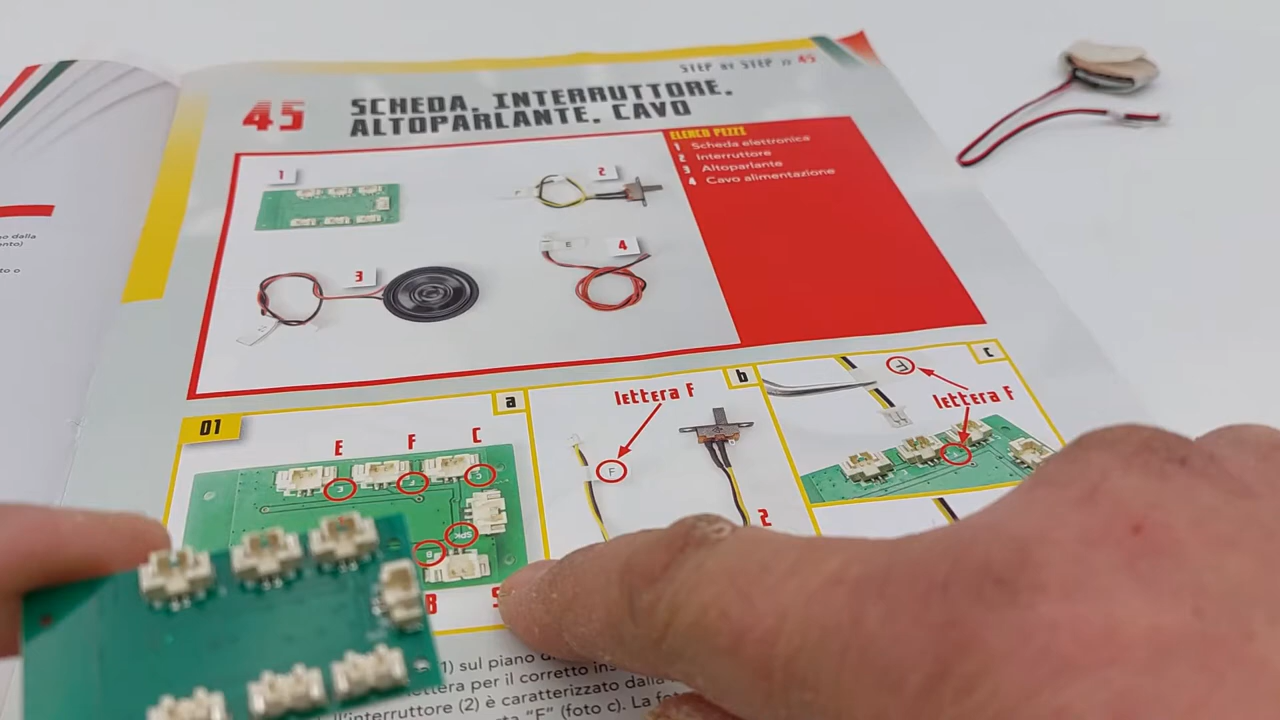 STEP BY STEP >> 45
45
SCHEDA, INTERRUTTORE,
ALTOPARLANTE, CAVO
ELENCO PEZZI
1 Scheda elettronica
2 Interruttore
3 Altoparlante
4 Cavo alimentazione
1
2
3
4
E
01
a
E
F
C
E
F
C
SPK
B
B
b
lettera F
F
2
c
F
lettera F
1) sul piano
lettera per il corretto ins
l'interruttore (2) è caratterizzato dalla
"F" (foto c). La fo